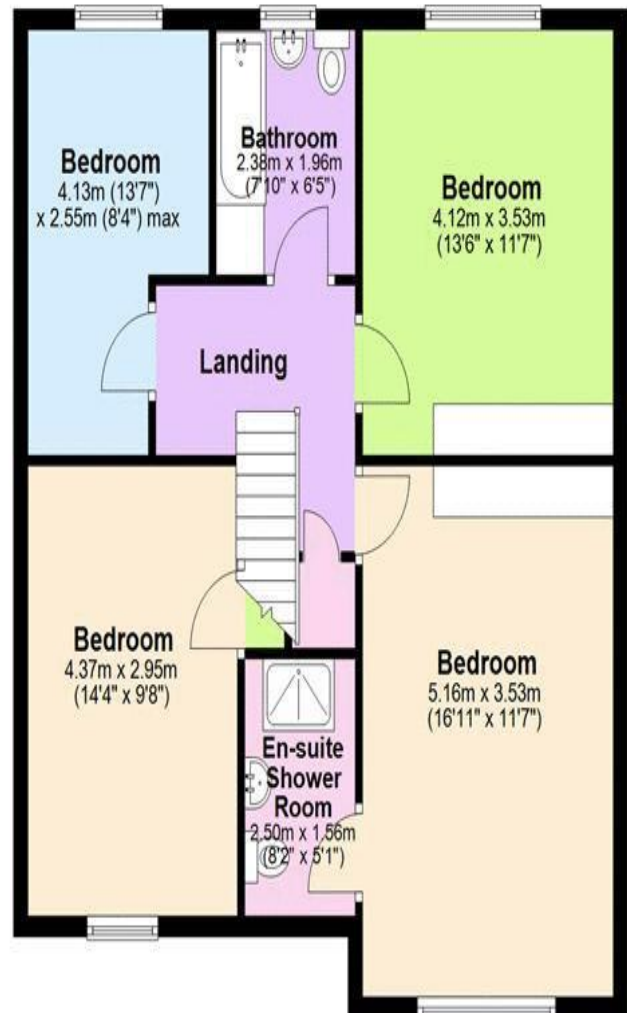 Bedroom
4.13m (13'7")
x 2.55m (8'4") max
Bathroom
2.38m x 1.96m
(7'10" x 6'5")
Bedroom
4.12m x 3.53m
(13'6" x 11'7")
Landing
Bedroom
4.37m x 2.95m
(14'4" x 9'8")
En-suite
Shower
Room
2.50m x 1.56m
(8'2" x 5'1")
Bedroom
5.16m x 3.53m
(16'11" x 11'7")